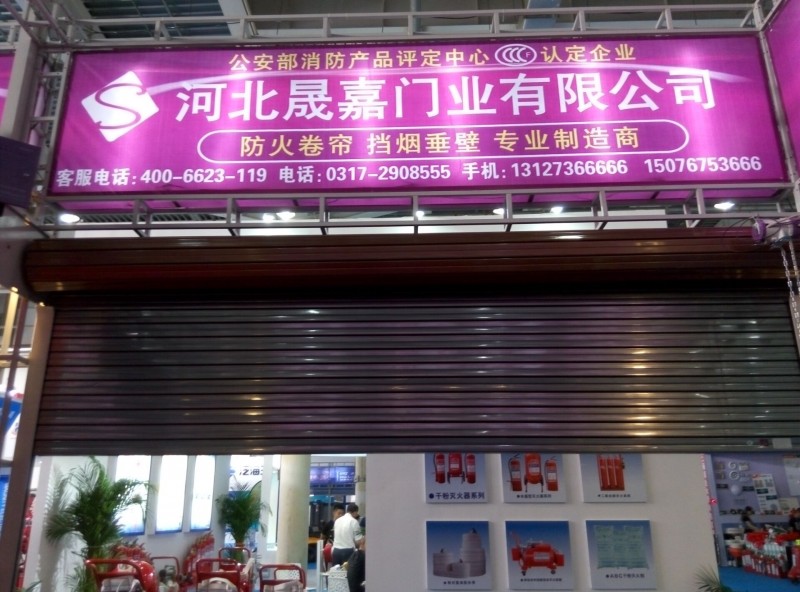 公安部消防产品评定中心 CCCF 认定企业
S 河北晟嘉门业有限公司
防火卷帘 挡烟垂壁 专业制造商
客服电话:400-6623-119 电话:0317-2908555 手机:13127366666 15076753666
干粉灭火器系列